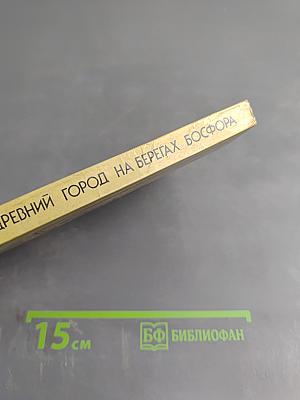 ДРЕВНИЙ ГОРОД НА БЕРЕГАХ БОСФОРА
15 см
БФ БИБЛИОФАН